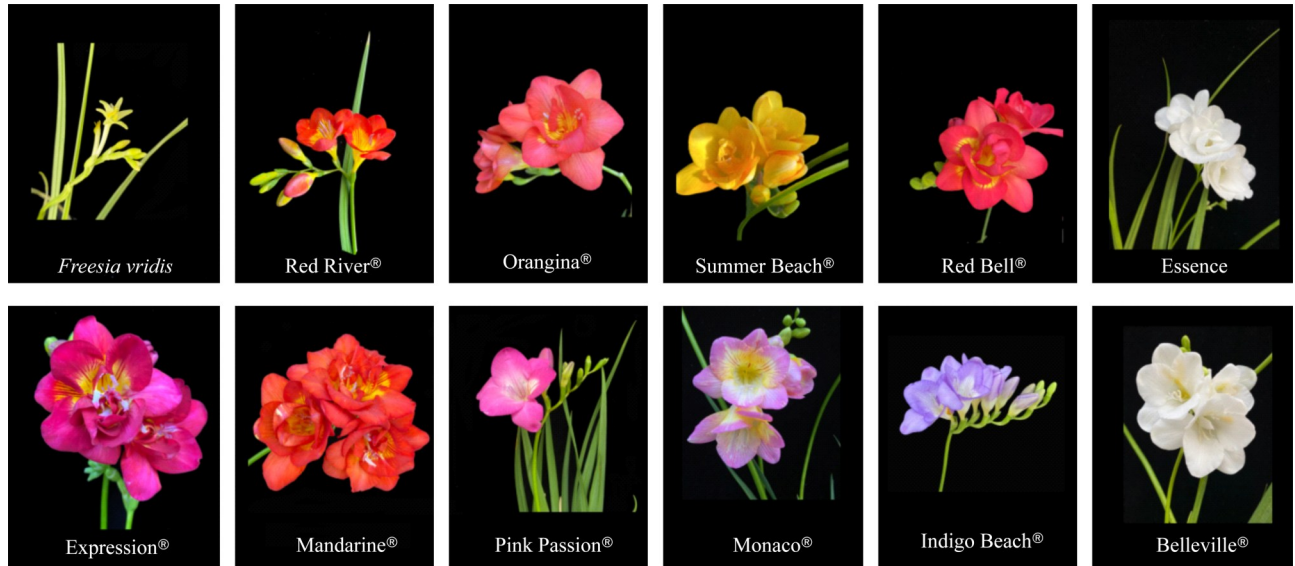 Freesia vridis
Red River®
Orangina®
Summer Beach®
Red Bell®
Essence
Expression®
Mandarine®
Pink Passion®
Monaco®
Indigo Beach®
Belleville®